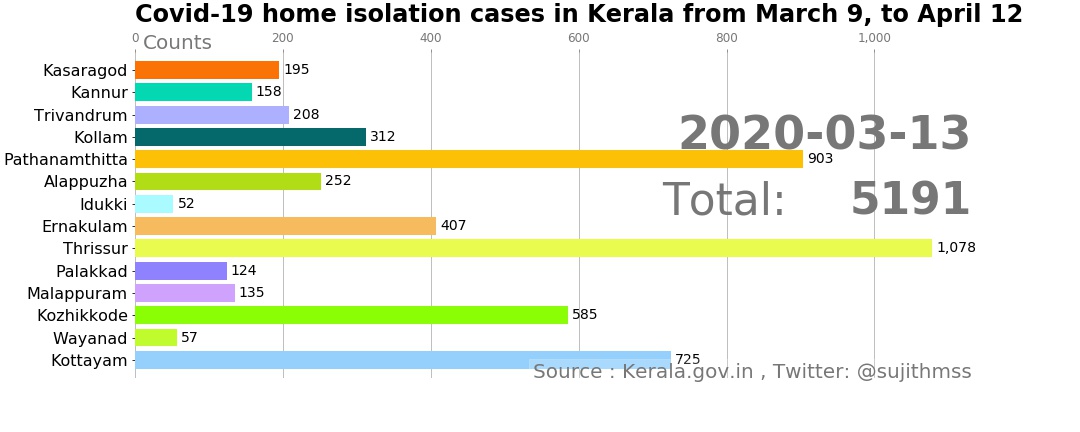 Covid-19 home isolation cases in Kerala from March 9, to April 12
0 200 400 600 800 1,000
Counts
Kasaragod 195
Kannur 158
Trivandrum 208
Kollam 312
2020-03-13
Pathanamthitta 903
Alappuzha 252
Total: 5191
Idukki 52
Ernakulam 407
Thrissur 1,078
Palakkad 124
Malappuram 135
Kozhikkode 585
Wayanad 57
Kottayam 725
Source : Kerala.gov.in , Twitter: @sujithmss